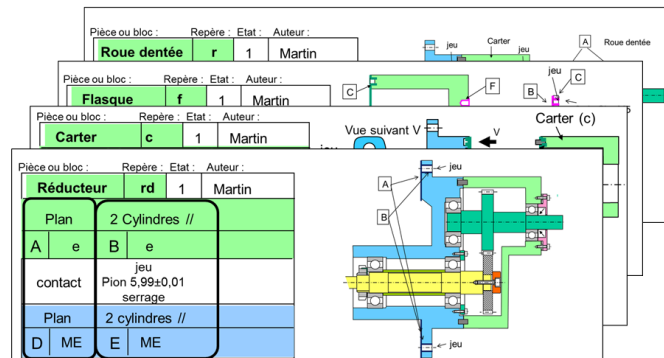 Pièce ou bloc : Repère : Etat : Auteur :
Roue dentée r 1 Martin
jeu Carter jeu A Roue dentée
Pièce ou bloc : Repère : Etat : Auteur :
Flasque f 1 Martin
C F jeu B C
Pièce ou bloc : Repère : Etat : Auteur :
Carter c 1 Martin
Vue suivant V V Carter (c)
Pièce ou bloc : Repère : Etat : Auteur :
Réducteur rd 1 Martin
Plan 2 Cylindres //
A e B e
contact jeu
Pion 5,99±0,01
serrage
Plan 2 cylindres //
D ME E ME
jeu
A
B
jeu